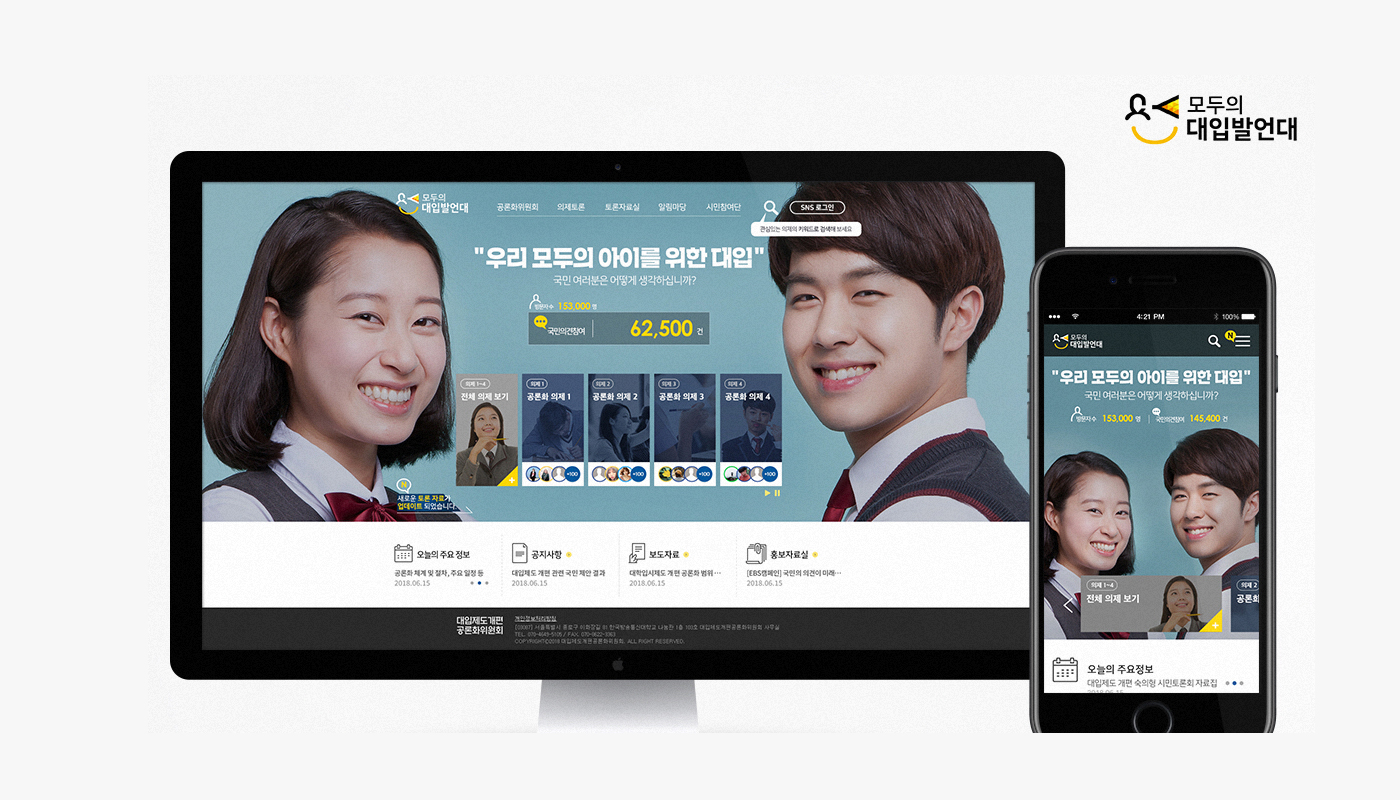 모두의
대입발언대
모두의
대입발언대
공론화위원회 의제토론 토론자료실 알림마당 시민참여단
SNS 로그인
관심있는 의제의 키워드로 검색해 보세요
"우리 모두의 아이를 위한 대입"
국민 여러분은 어떻게 생각하십니까?
방문자수 153,000 명
국민의견참여 62,500 건
의제 1~4
전체 의제 보기
의제 1
공론화 의제 1
의제 2
공론화 의제 2
의제 3
공론화 의제 3
의제 4
공론화 의제 4
+100
+100
+100
+100
N
새로운 토론 자료가
업데이트 되었습니다.
오늘의 주요 정보
공론화 체계 및 절차, 주요 일정 등
2018.06.15
공지사항
대입제도 개편 관련 국민 제안 결과
2018.06.15
보도자료
대학입시제도 개편 공론화 범위 …
2018.06.15
홍보자료실
[EBS캠페인] 국민의 의견이 미래…
대입제도개편
공론화위원회
개인정보처리방침
COPYRIGHT©2018 대입제도개편공론화위원회. ALL RIGHT RESERVED.
4:21 PM
100%
모두의
대입발언대
N
"우리 모두의 아이를 위한 대입"
국민 여러분은 어떻게 생각하십니까?
방문자수 153,000 명 국민의견참여 145,400 건
의제 1~4
전체 의제 보기
의제 2
공론화
오늘의 주요정보
대입제도 개편 숙의형 시민토론회 자료집
2018.06.15